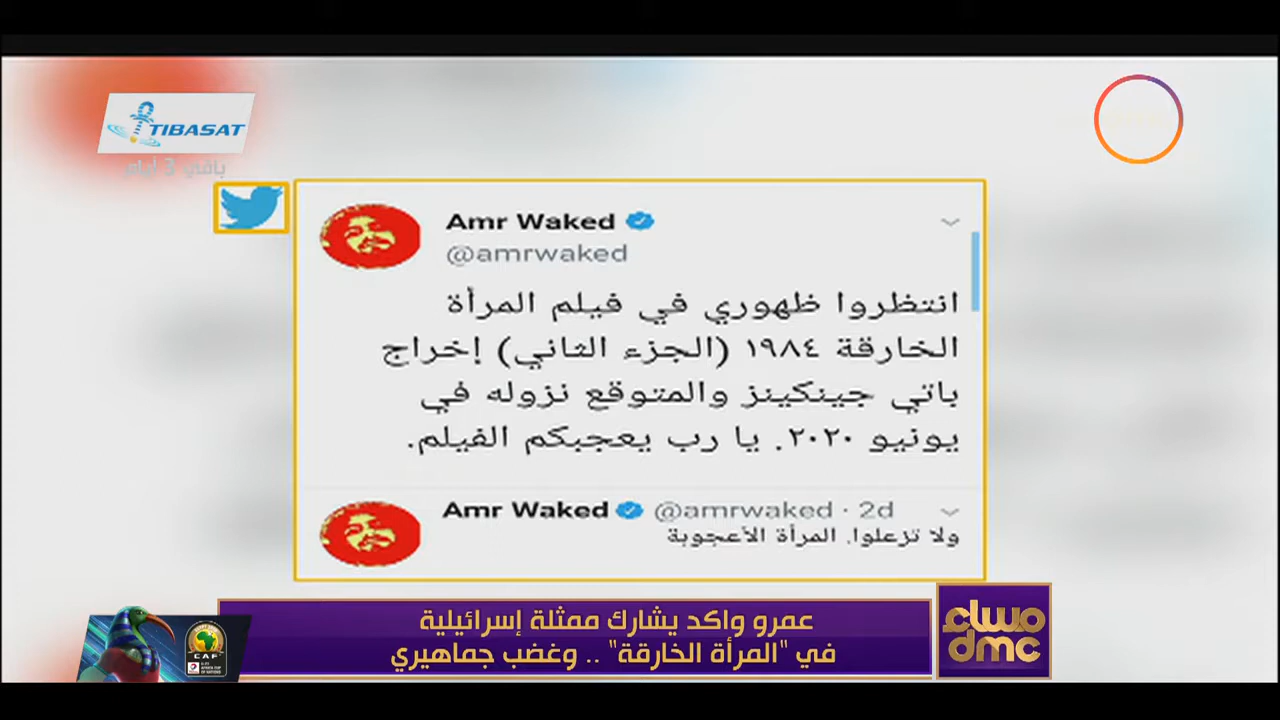 TIBASAT
باقي 3 أيام
Amr Waked
@amrwaked
انتظروا ظهوري في فيلم المرأة
الخارقة ١٩٨٤ (الجزء الثاني) إخراج
باتي جينكينز والمتوقع نزوله في
يونيو ٢٠٢٠. يا رب يعجبكم الفيلم.
Amr Waked @amrwaked · 2d
ولا تزعلوا. المرأة الأعجوبة
عمرو واكد يشارك ممثلة إسرائيلية
في "المرأة الخارقة" .. وغضب جماهيري
مساء
dmc
CAF